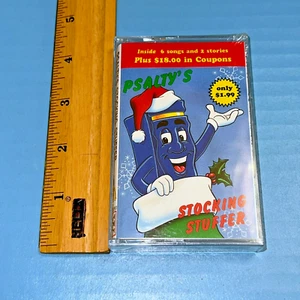 Inside 6 songs and 2 stories
Plus $18.00 in Coupons
PSALTY'S
only
$1.99
STOCKING
STUFFER
5
4
3
2
1